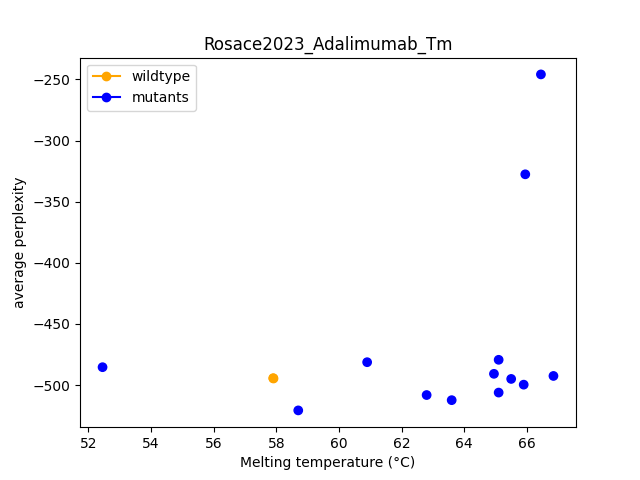 Rosace2023_Adalimumab_Tm
wildtype
mutants
−250
−300
−350
−400
−450
−500
average perplexity
52 54 56 58 60 62 64 66
Melting temperature (°C)